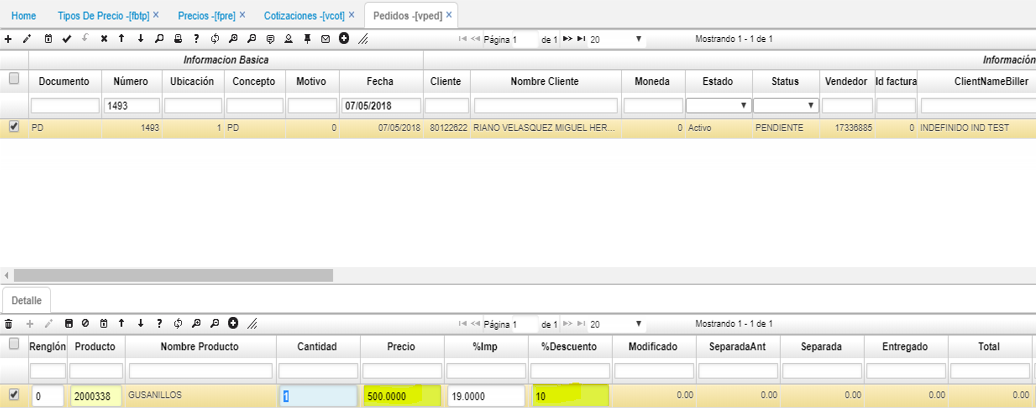 Home Tipos De Precio -[fbtp] × Precios -[fpre] × Cotizaciones -[vcot] × Pedidos -[vped] ×
Página 1 de 1 20 Mostrando 1 - 1 de 1
Informacion Basica Información
Documento Número Ubicación Concepto Motivo Fecha Cliente Nombre Cliente Moneda Estado Status Vendedor Id factura ClientNameBiller
1493 07/05/2018
PD 1493 1 PD 0 07/05/2018 80122622 RIANO VELASQUEZ MIGUEL HER... 0 Activo PENDIENTE 17336885 0 INDEFINIDO IND TEST
Detalle
Página 1 de 1 20 Mostrando 1 - 1 de 1
Renglón Producto Nombre Producto Cantidad Precio %Imp %Descuento Modificado SeparadaAnt Separada Entregado Total
0 2000338 GUSANILLOS 1 500.0000 19.0000 10 0.00 0.00 0.00 0.00 0.00